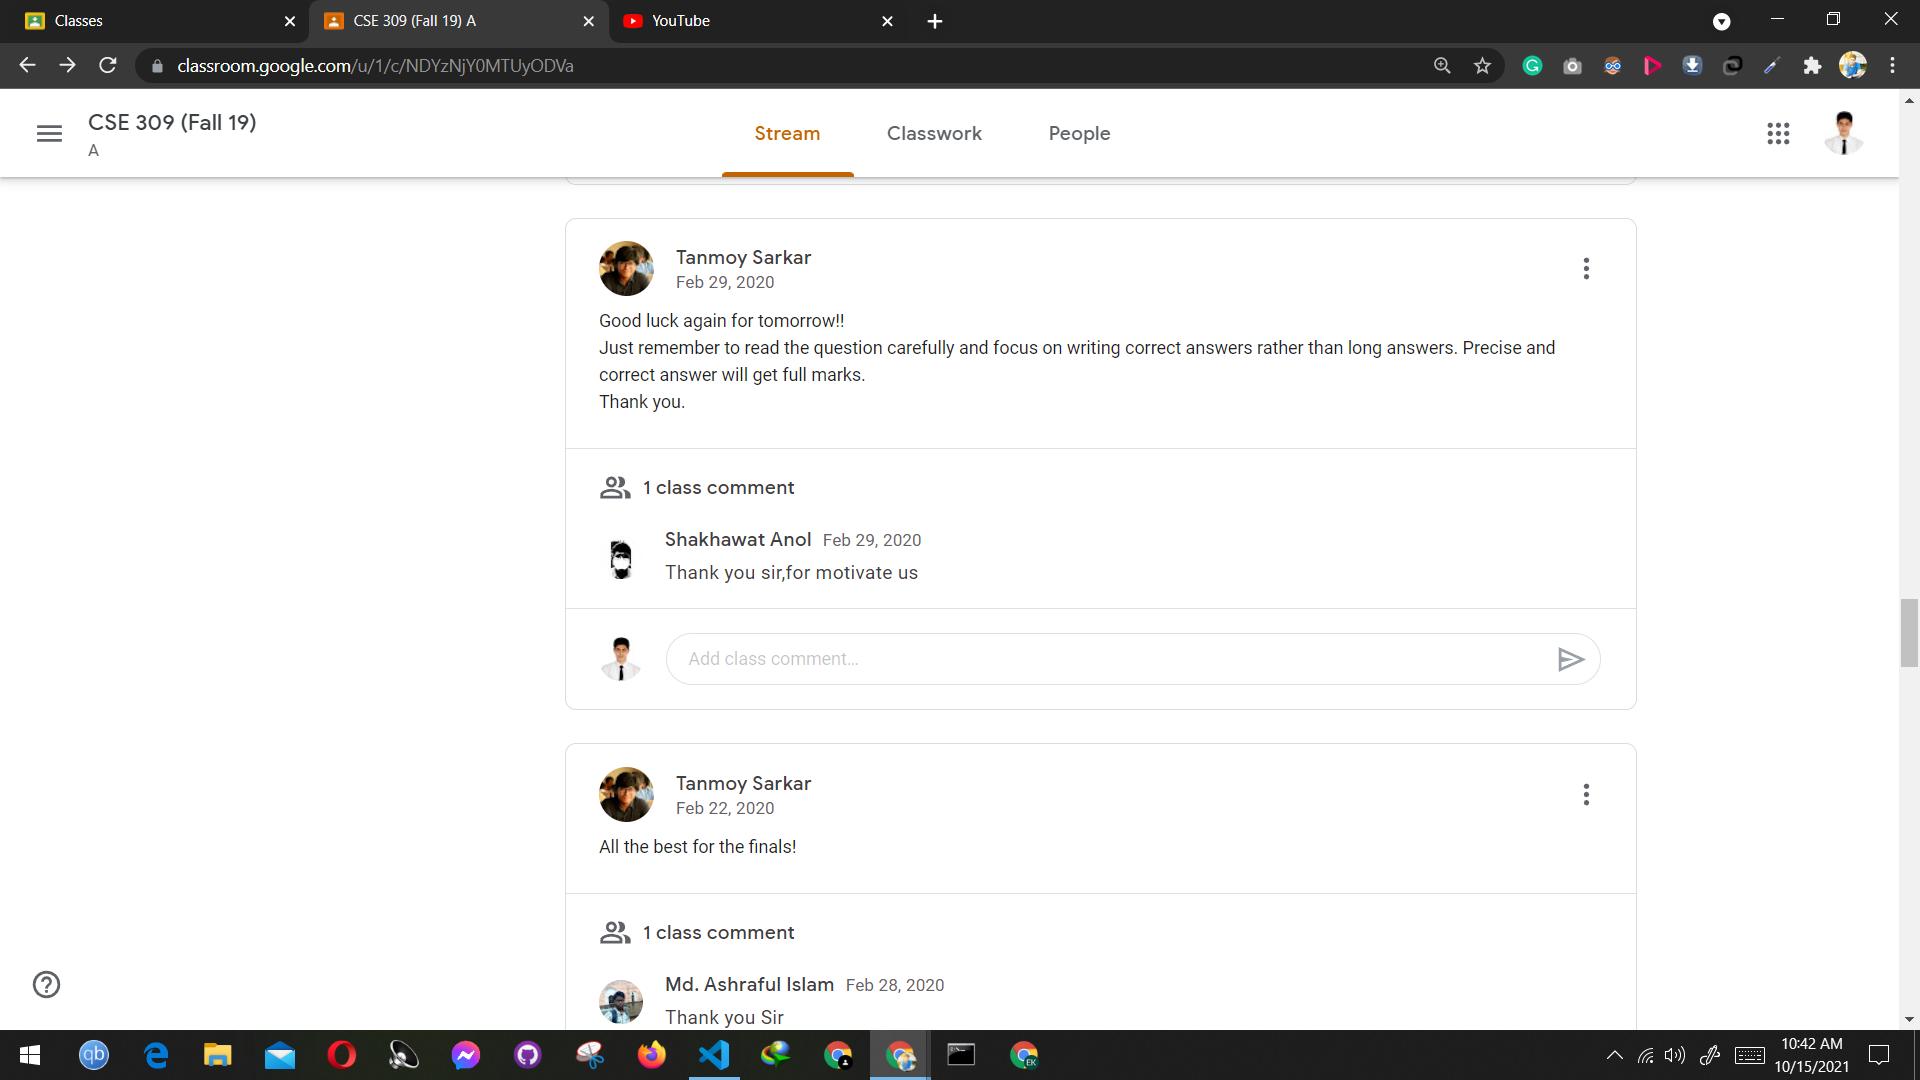 Classes
CSE 309 (Fall 19) A
YouTube
classroom.google.com/u/1/c/NDYzNjY0MTUyODVa
CSE 309 (Fall 19)
A
Stream
Classwork
People
Tanmoy Sarkar
Feb 29, 2020
Good luck again for tomorrow!!
Just remember to read the question carefully and focus on writing correct answers rather than long answers. Precise and
correct answer will get full marks.
Thank you.
1 class comment
Shakhawat Anol Feb 29, 2020
Thank you sir,for motivate us
Add class comment...
Tanmoy Sarkar
Feb 22, 2020
All the best for the finals!
1 class comment
Md. Ashraful Islam Feb 28, 2020
Thank you Sir
qb
EK
10:42 AM
10/15/2021